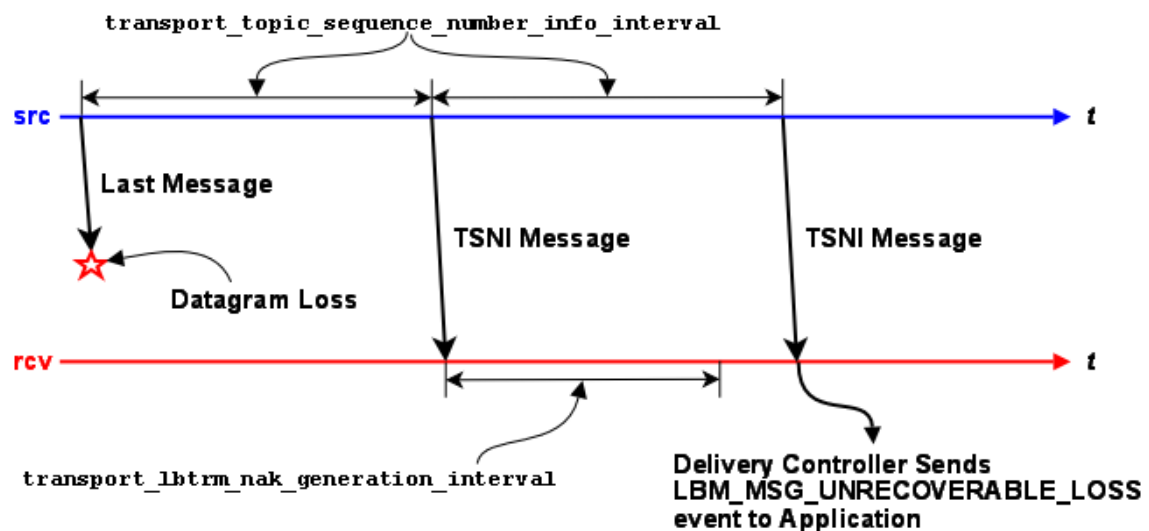 transport_topic_sequence_number_info_interval
src
t
Last Message
TSNI Message
TSNI Message
Datagram Loss
rcv
t
transport_lbtrm_nak_generation_interval
Delivery Controller Sends
LBM_MSG_UNRECOVERABLE_LOSS
event to Application